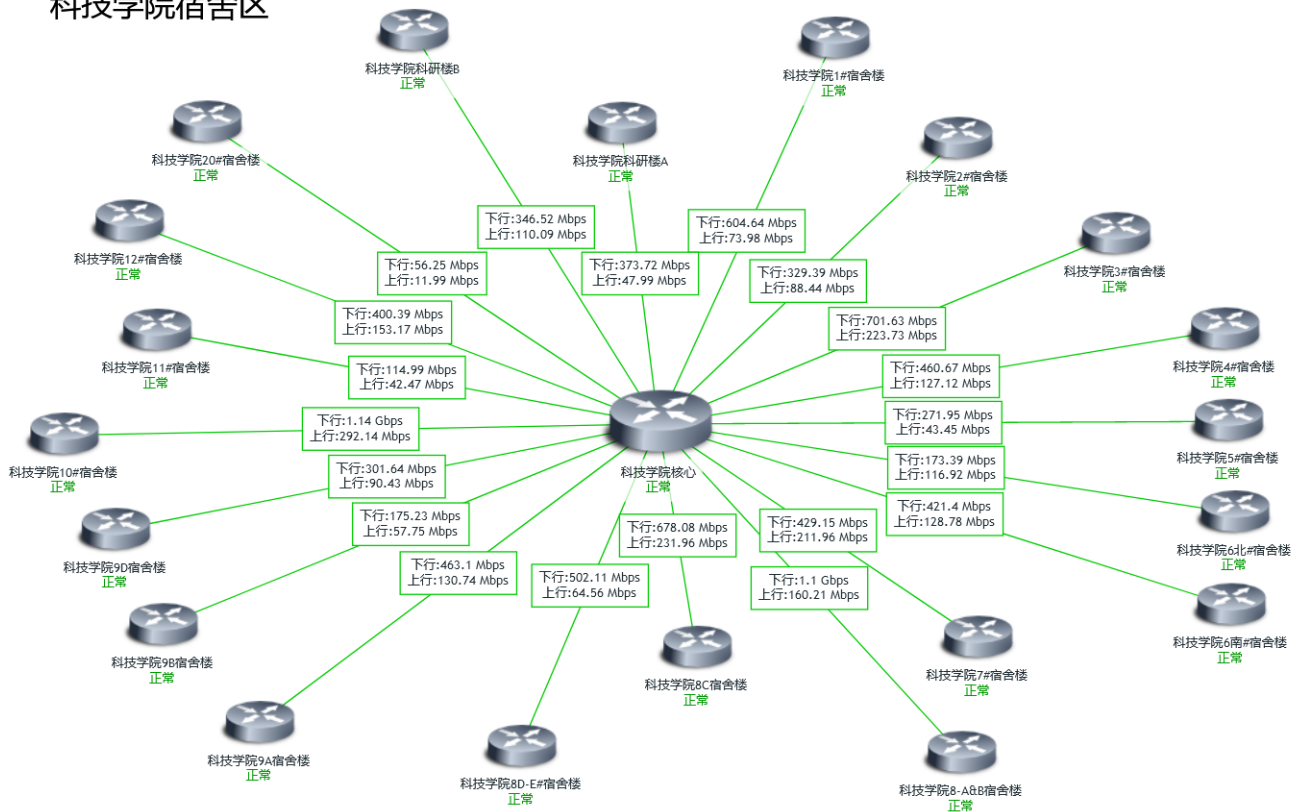 科技学院宿舍区
科技学院科研楼B
正常
科技学院1#宿舍楼
正常
科技学院20#宿舍楼
正常
科技学院科研楼A
正常
科技学院2#宿舍楼
正常
科技学院12#宿舍楼
正常
科技学院3#宿舍楼
正常
下行:346.52 Mbps
上行:110.09 Mbps
下行:604.64 Mbps
上行:73.98 Mbps
下行:56.25 Mbps
上行:11.99 Mbps
下行:373.72 Mbps
上行:47.99 Mbps
下行:329.39 Mbps
上行:88.44 Mbps
下行:400.39 Mbps
上行:153.17 Mbps
下行:701.63 Mbps
上行:223.73 Mbps
科技学院11#宿舍楼
正常
下行:114.99 Mbps
上行:42.47 Mbps
下行:460.67 Mbps
上行:127.12 Mbps
科技学院4#宿舍楼
正常
下行:1.14 Gbps
上行:292.14 Mbps
下行:271.95 Mbps
上行:43.45 Mbps
科技学院10#宿舍楼
正常
下行:301.64 Mbps
上行:90.43 Mbps
科技学院核心
正常
下行:173.39 Mbps
上行:116.92 Mbps
科技学院5#宿舍楼
正常
下行:175.23 Mbps
上行:57.75 Mbps
下行:678.08 Mbps
上行:231.96 Mbps
下行:429.15 Mbps
上行:211.96 Mbps
下行:421.4 Mbps
上行:128.78 Mbps
科技学院9D宿舍楼
正常
科技学院6北#宿舍楼
正常
下行:463.1 Mbps
上行:130.74 Mbps
下行:502.11 Mbps
上行:64.56 Mbps
下行:1.1 Gbps
上行:160.21 Mbps
科技学院9B宿舍楼
正常
科技学院8C宿舍楼
正常
科技学院7#宿舍楼
正常
科技学院6南#宿舍楼
正常
科技学院9A宿舍楼
正常
科技学院8D-E#宿舍楼
正常
科技学院8-A&B宿舍楼
正常